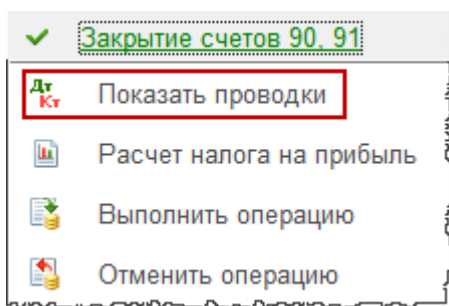 Закрытие счетов 90, 91
Дт Кт Показать проводки
Расчет налога на прибыль
Выполнить операцию
Отменить операцию